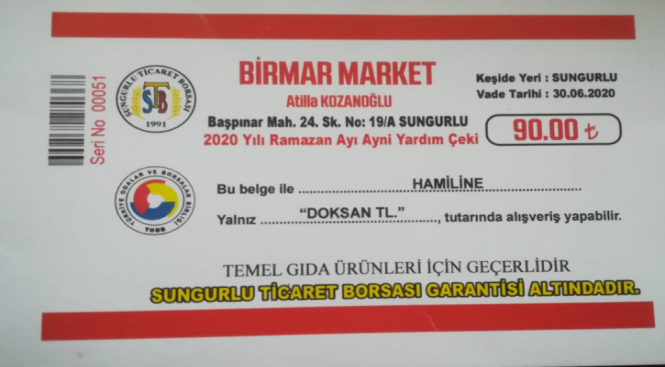 BİRMAR MARKET
Atilla KOZANOĞLU
Başpınar Mah. 24. Sk. No: 19/A SUNGURLU
2020 Yılı Ramazan Ayı Ayni Yardım Çeki
Keşide Yeri : SUNGURLU
Vade Tarihi : 30.06.2020
90.00 ₺
Seri No 00051
SUNGURLU TİCARET BORSASI
STB
1991
TÜRKİYE ODALAR VE BORSALAR BİRLİĞİ
TOBB
Bu belge ile ........................HAMİLİNE........................
Yalnız ........."DOKSAN TL."........., tutarında alışveriş yapabilir.
TEMEL GIDA ÜRÜNLERİ İÇİN GEÇERLİDİR
SUNGURLU TİCARET BORSASI GARANTİSİ ALTINDADIR.